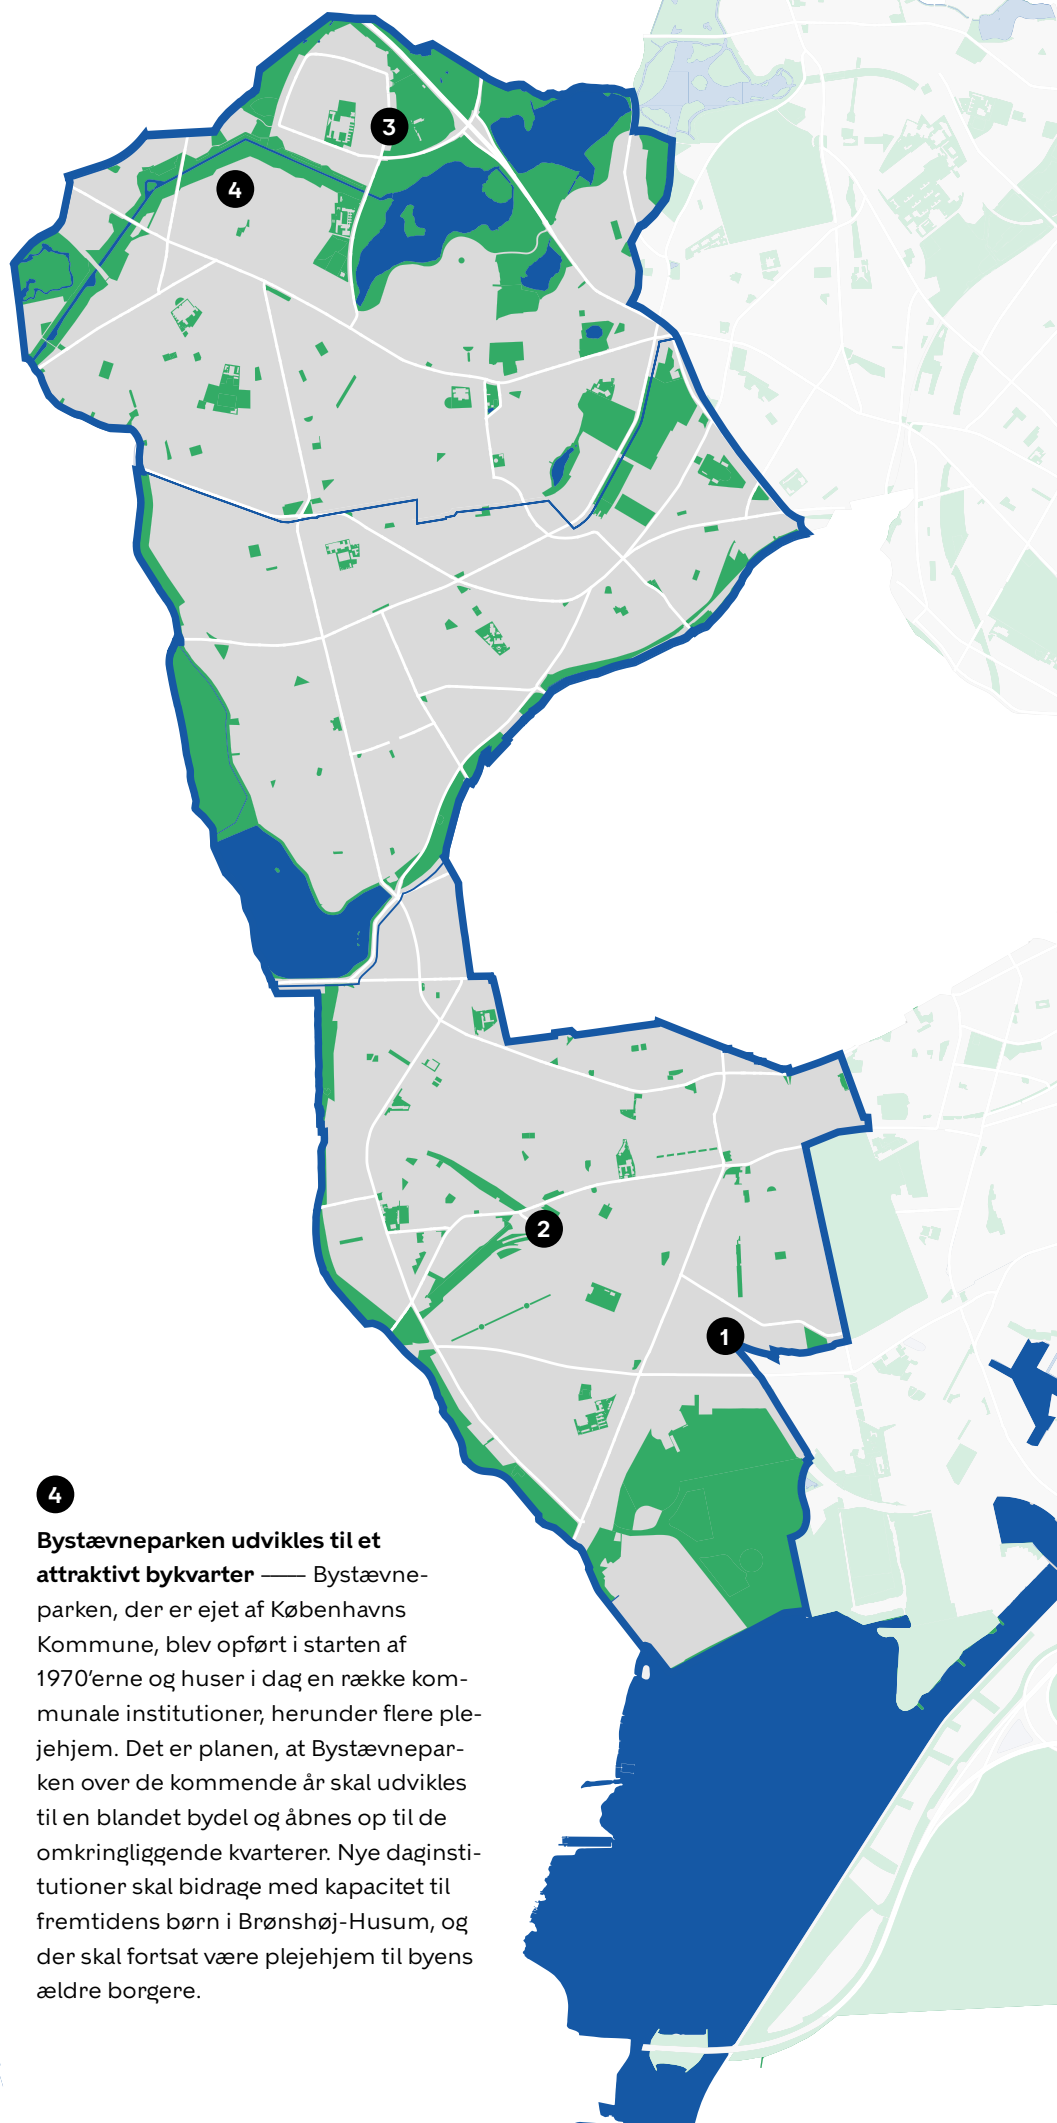 3
4
2
1
4
Bystævneparken udvikles til et
attraktivt bykvarter —— Bystævne-
parken, der er ejet af Københavns
Kommune, blev opført i starten af
1970’erne og huser i dag en række kom-
munale institutioner, herunder flere ple-
jehjem. Det er planen, at Bystævnepar-
ken over de kommende år skal udvikles
til en blandet bydel og åbnes op til de
omkringliggende kvarterer. Nye daginsti-
tutioner skal bidrage med kapacitet til
fremtidens børn i Brønshøj-Husum, og
der skal fortsat være plejehjem til byens
ældre borgere.